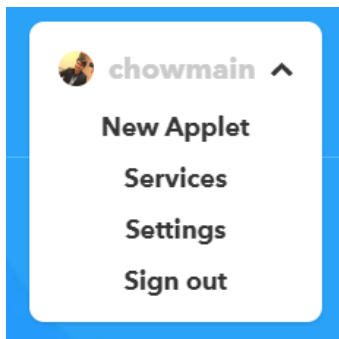 chowmain
New Applet
Services
Settings
Sign out